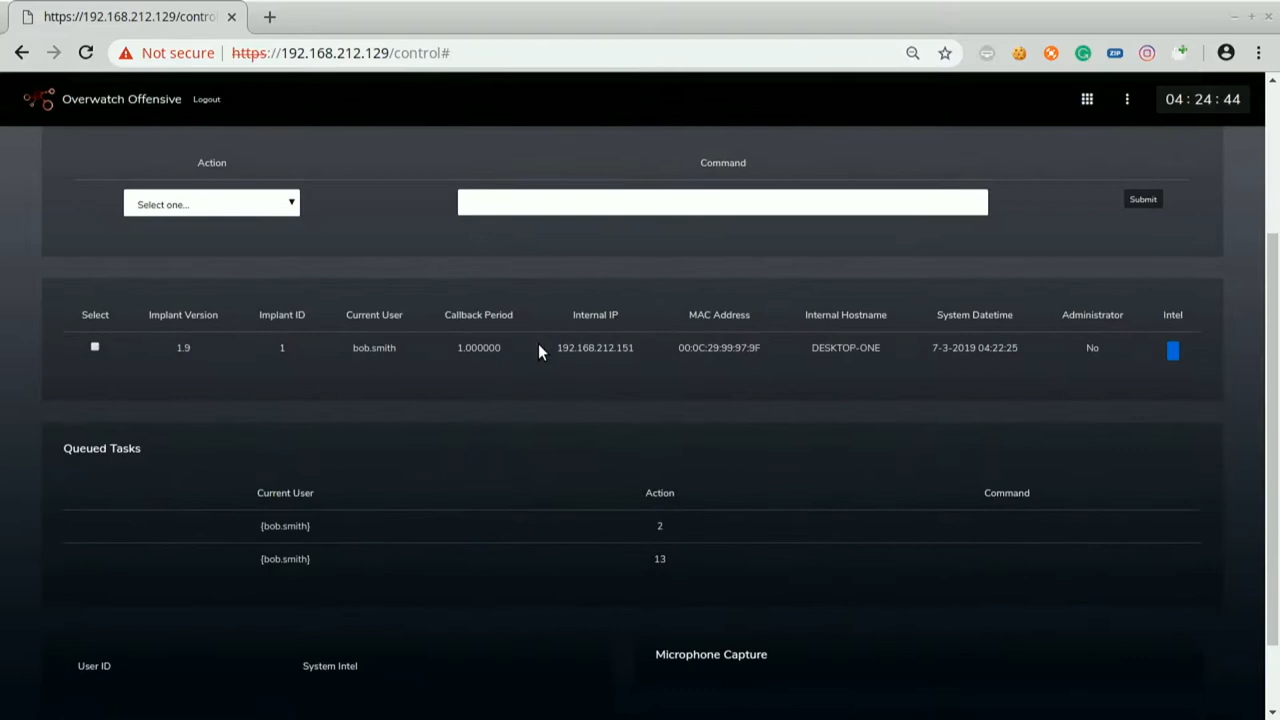 https://192.168.212.129/contro
Not secure | https://192.168.212.129/control#
ZIP
Overwatch Offensive Logout 04 : 24 : 44
Action Command
Select one... Submit
Select Implant Version Implant ID Current User Callback Period Internal IP MAC Address Internal Hostname System Datetime Administrator Intel
1.9 1 bob.smith 1.000000 192.168.212.151 00:0C:29:99:97:9F DESKTOP-ONE 7-3-2019 04:22:25 No
Queued Tasks
Current User Action Command
{bob.smith} 2
{bob.smith} 13
Microphone Capture
User ID System Intel